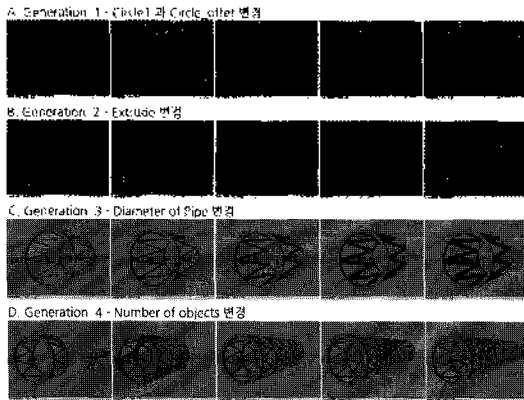 A. Generation 1 - Circle1 과 Circle_offer 변경
B. Generation 2 - Extrude 변경
C. Generation 3 - Diameter of Pipe 변경
D. Generation 4 - Number of objects 변경